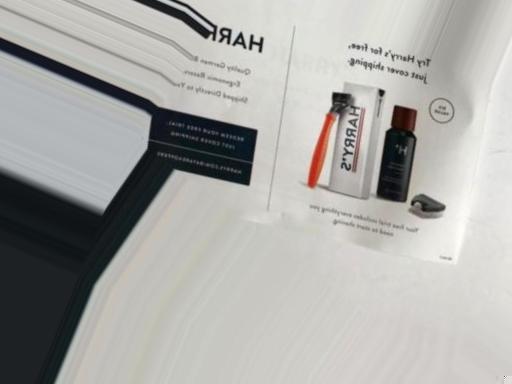 HARR
Quality German B
Ergonomic Razors
Shipped Directly to Yo
REDEEM YOUR FREE TRIAL,
JUST COVER SHIPPING
Try Harry's for free,
just cover shipping.
HARRY'S
H'
Your free trial includes everything you
need to start shaving.